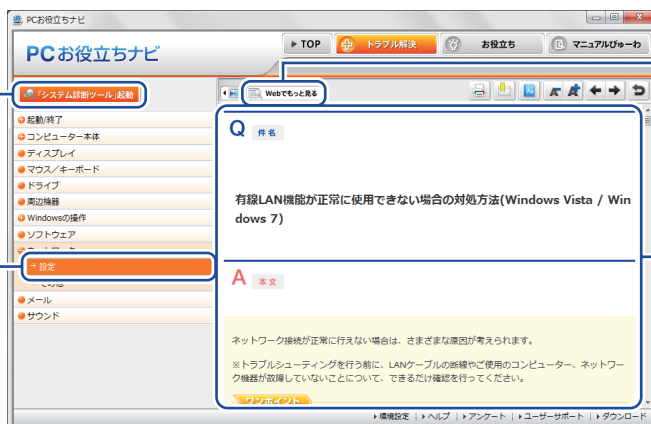 PCお役立ちナビ
PCお役立ちナビ
TOP
トラブル解決
お役立ち
マニュアルびゅーわ
「システム診断ツール」起動
Webでもっと見る
起動/終了
コンピューター本体
ディスプレイ
マウス/キーボード
ドライブ
周辺機器
Windowsの操作
ソフトウェア
設定
メール
サウンド
Q 件名
有線LAN機能が正常に使用できない場合の対処方法(Windows Vista / Win
dows 7)
A 本文
ネットワーク接続が正常に行えない場合は、さまざまな原因が考えられます。
※トラブルシューティングを行う前に、LANケーブルの断線やご使用のコンピューター、ネットワー
ク機器が故障していないことについて、できるだけ確認を行ってください。
ワンポイント
環境設定 | ヘルプ | アンケート | ユーザーサポート | ダウンロード